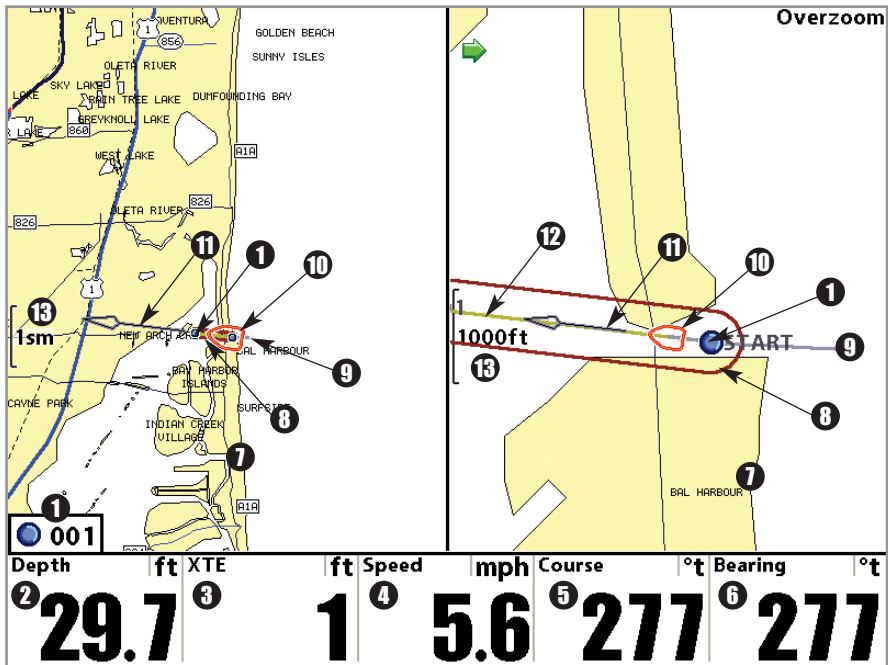 Overzoom
VENTURA
1
856
GOLDEN BEACH
SUNNY ISLES
OLETA RIVER
SKY LAKE
LAKE
RAIN TREE LAKE
DUMFOUNDING BAY
GREYKNOLL LAKE
R LAKE
860
WEST LAKE
A1A
OLETA RIVER
826
826
1
11
1
10
13
1sm
NEW ARCH CR
BAL HARBOUR
9
BAY HARBOR
ISLANDS
8
CAYNE PARK
SURFSIDE
INDIAN CREEK
VILLAGE
7
A1A
1
001
12
11
10
1
1
1000ft
13
START
9
8
7
BAL HARBOUR
Depth ft
2 29.7
XTE ft
3 1
Speed mph
4 5.6
Course °t
5 277
Bearing °t
6 277